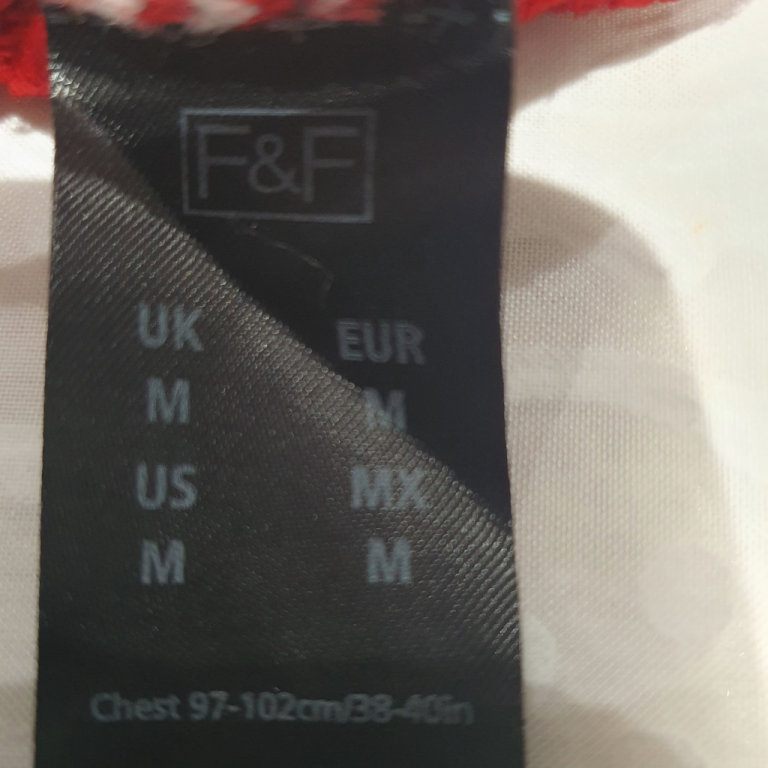 F&F
UK EUR
M M
US MX
M M
Chest 97-102cm/38-40in